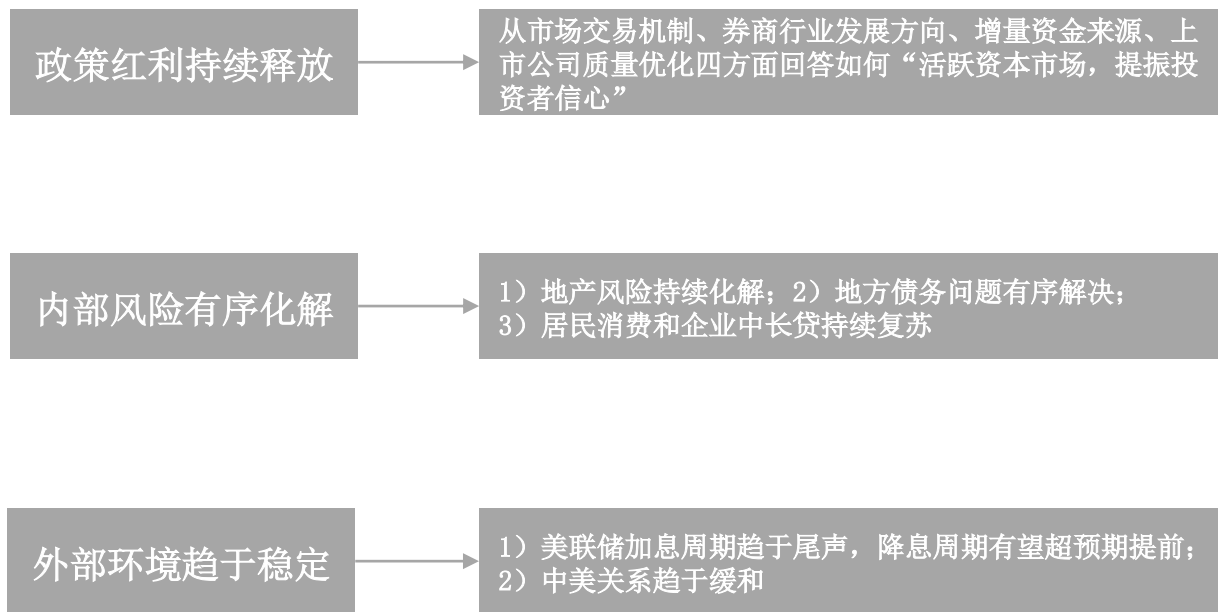 政策红利持续释放
从市场交易机制、券商行业发展方向、增量资金来源、上
市公司质量优化四方面回答如何“活跃资本市场，提振投
资者信心”
内部风险有序化解
1）地产风险持续化解；2）地方债务问题有序解决；
3）居民消费和企业中长贷持续复苏
外部环境趋于稳定
1）美联储加息周期趋于尾声，降息周期有望超预期提前；
2）中美关系趋于缓和